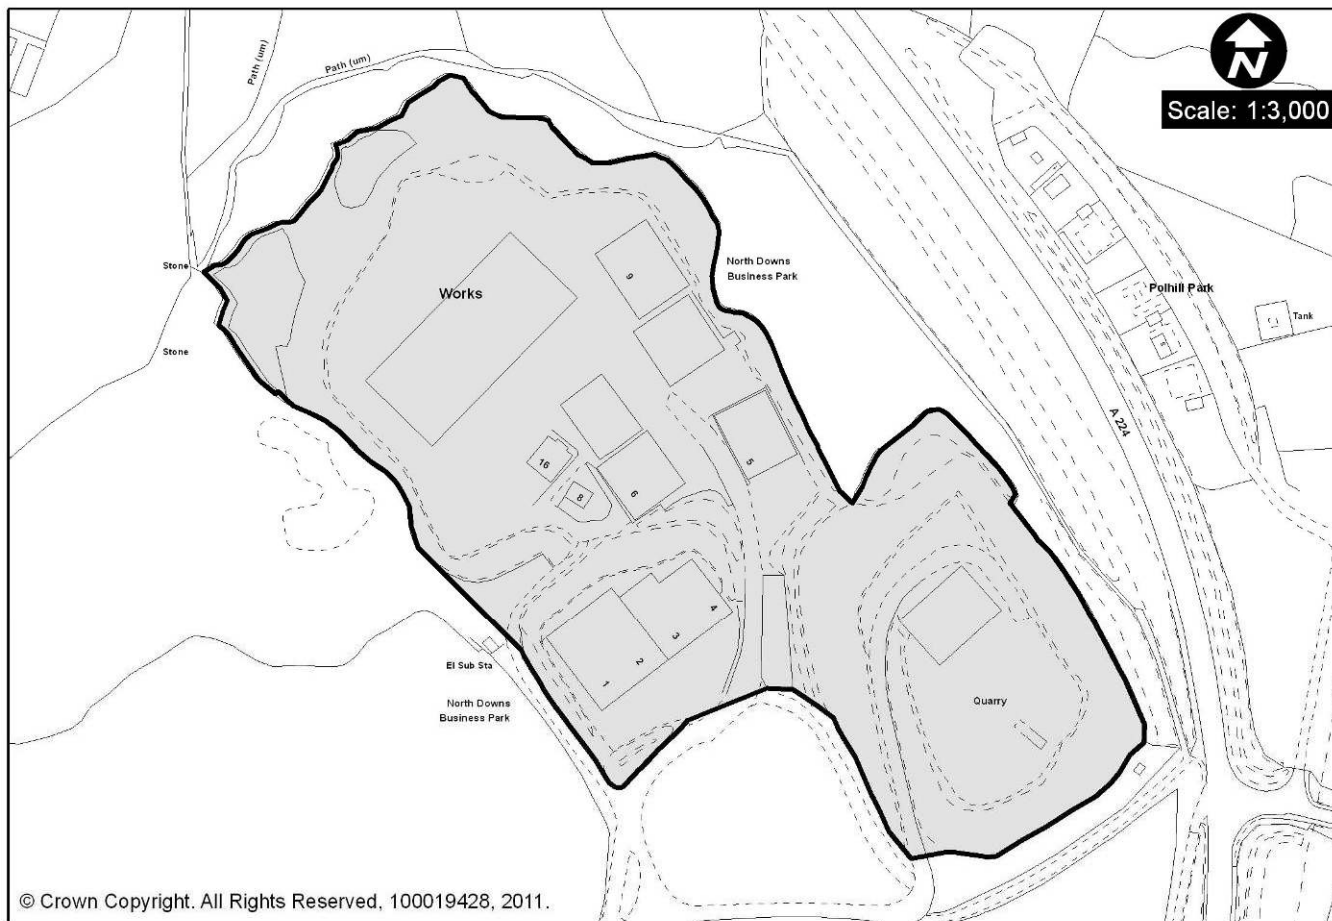 Path (um)
Path (um)
N
Scale: 1:3,000
Stone
North Downs
Business Park
9
Works
Polhill Park
Tank
Stone
A 224
5
16
6
8
4
3
2
1
El Sub Sta
North Downs
Business Park
Quarry
© Crown Copyright. All Rights Reserved, 100019428, 2011.